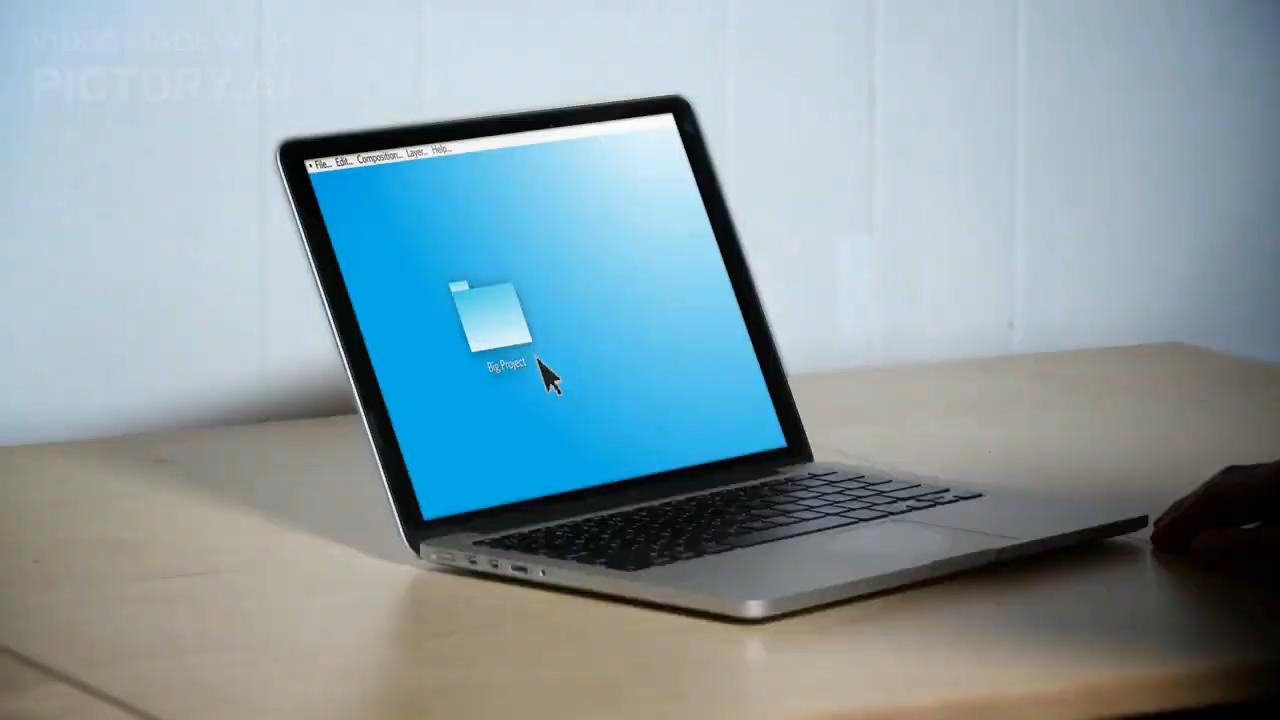 VIDEO MADE WITH
PICTORY.AI
• File... Edit... Composition... Layer... Help...
Big Project